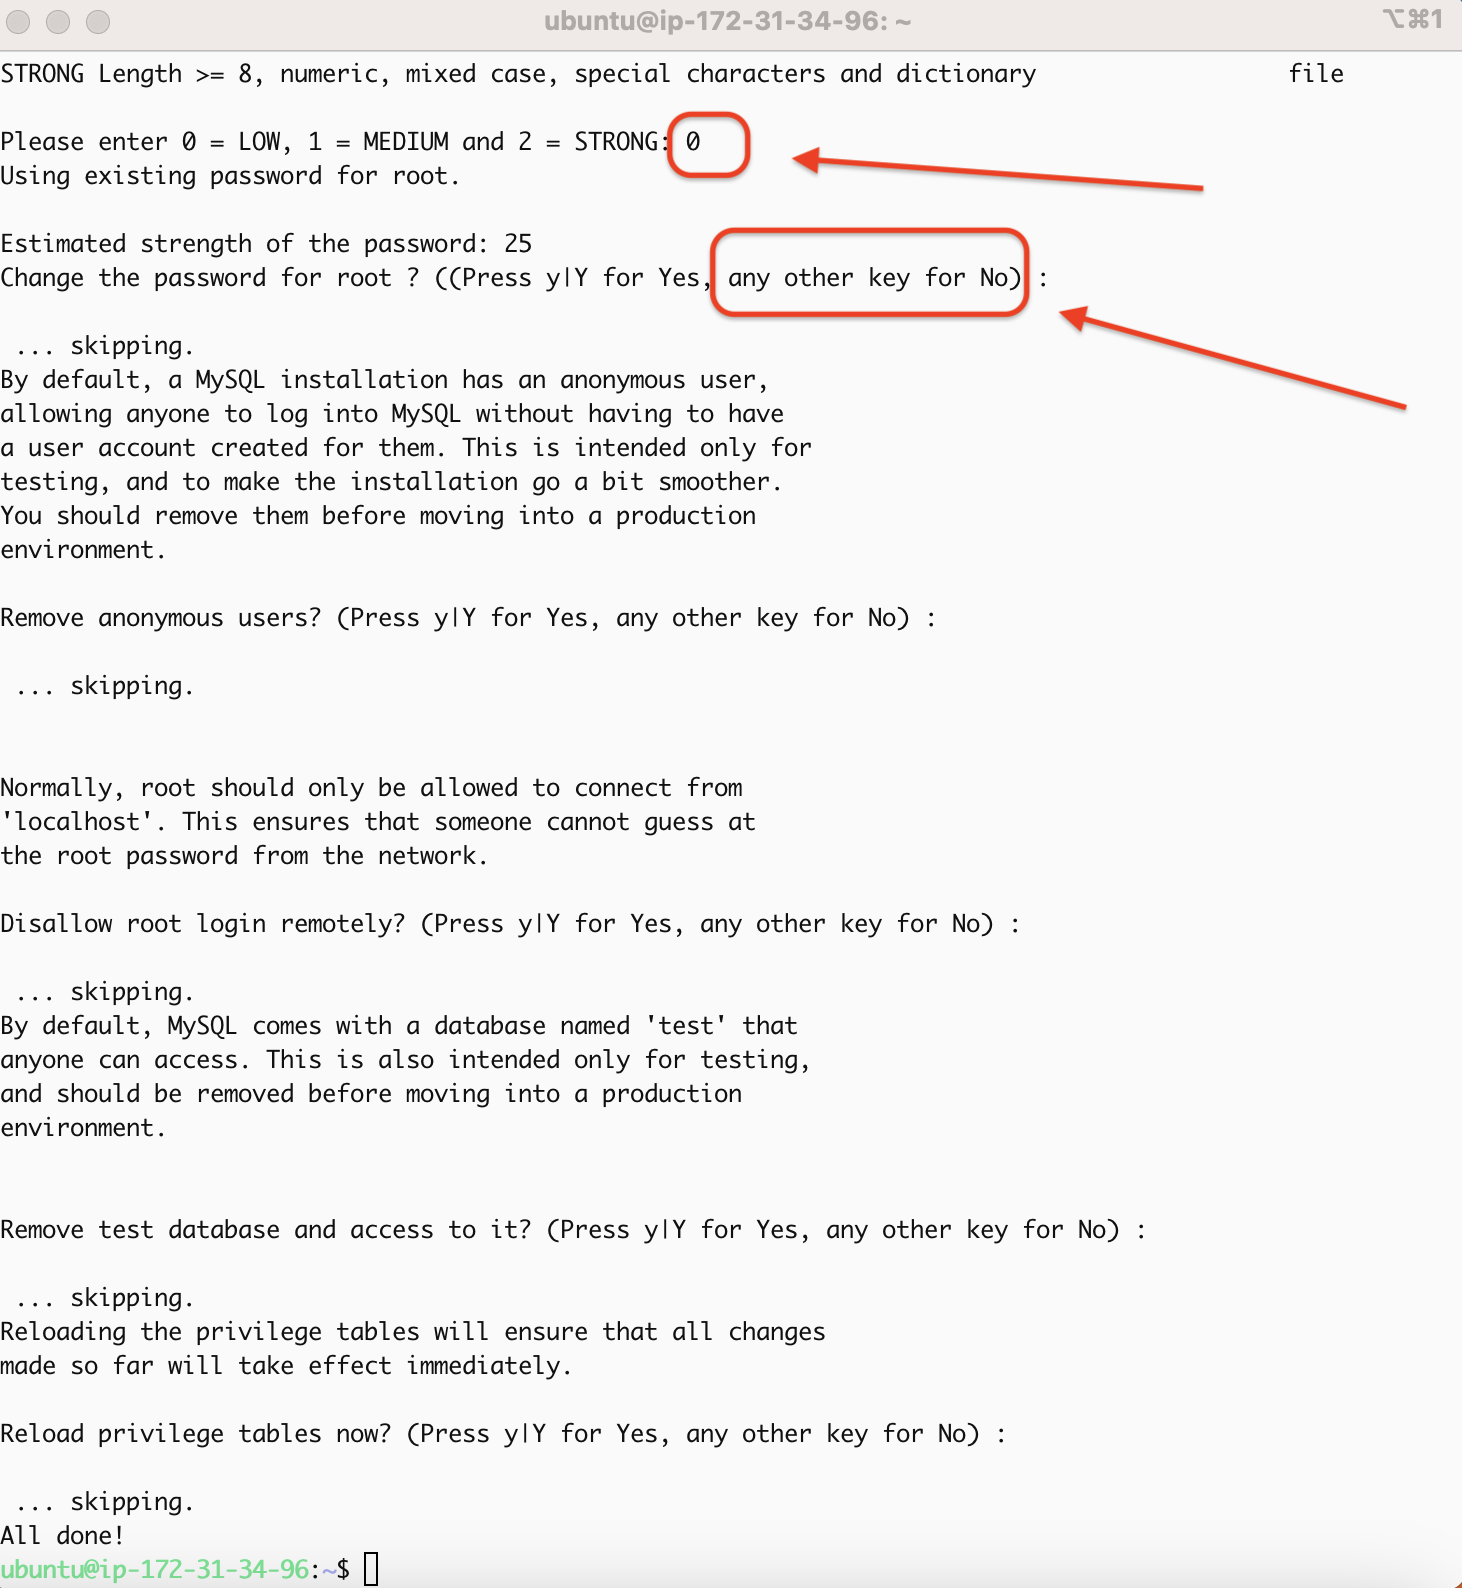 ubuntu@ip-172-31-34-96: ~ ⌥⌘1
STRONG Length >= 8, numeric, mixed case, special characters and dictionary                  file
Please enter 0 = LOW, 1 = MEDIUM and 2 = STRONG: 0
Using existing password for root.
Estimated strength of the password: 25
Change the password for root ? ((Press y|Y for Yes, any other key for No) :
... skipping.
By default, a MySQL installation has an anonymous user,
allowing anyone to log into MySQL without having to have
a user account created for them. This is intended only for
testing, and to make the installation go a bit smoother.
You should remove them before moving into a production
environment.
Remove anonymous users? (Press y|Y for Yes, any other key for No) :
... skipping.
Normally, root should only be allowed to connect from
'localhost'. This ensures that someone cannot guess at
the root password from the network.
Disallow root login remotely? (Press y|Y for Yes, any other key for No) :
... skipping.
By default, MySQL comes with a database named 'test' that
anyone can access. This is also intended only for testing,
and should be removed before moving into a production
environment.
Remove test database and access to it? (Press y|Y for Yes, any other key for No) :
... skipping.
Reloading the privilege tables will ensure that all changes
made so far will take effect immediately.
Reload privilege tables now? (Press y|Y for Yes, any other key for No) :
... skipping.
All done!
ubuntu@ip-172-31-34-96:~$